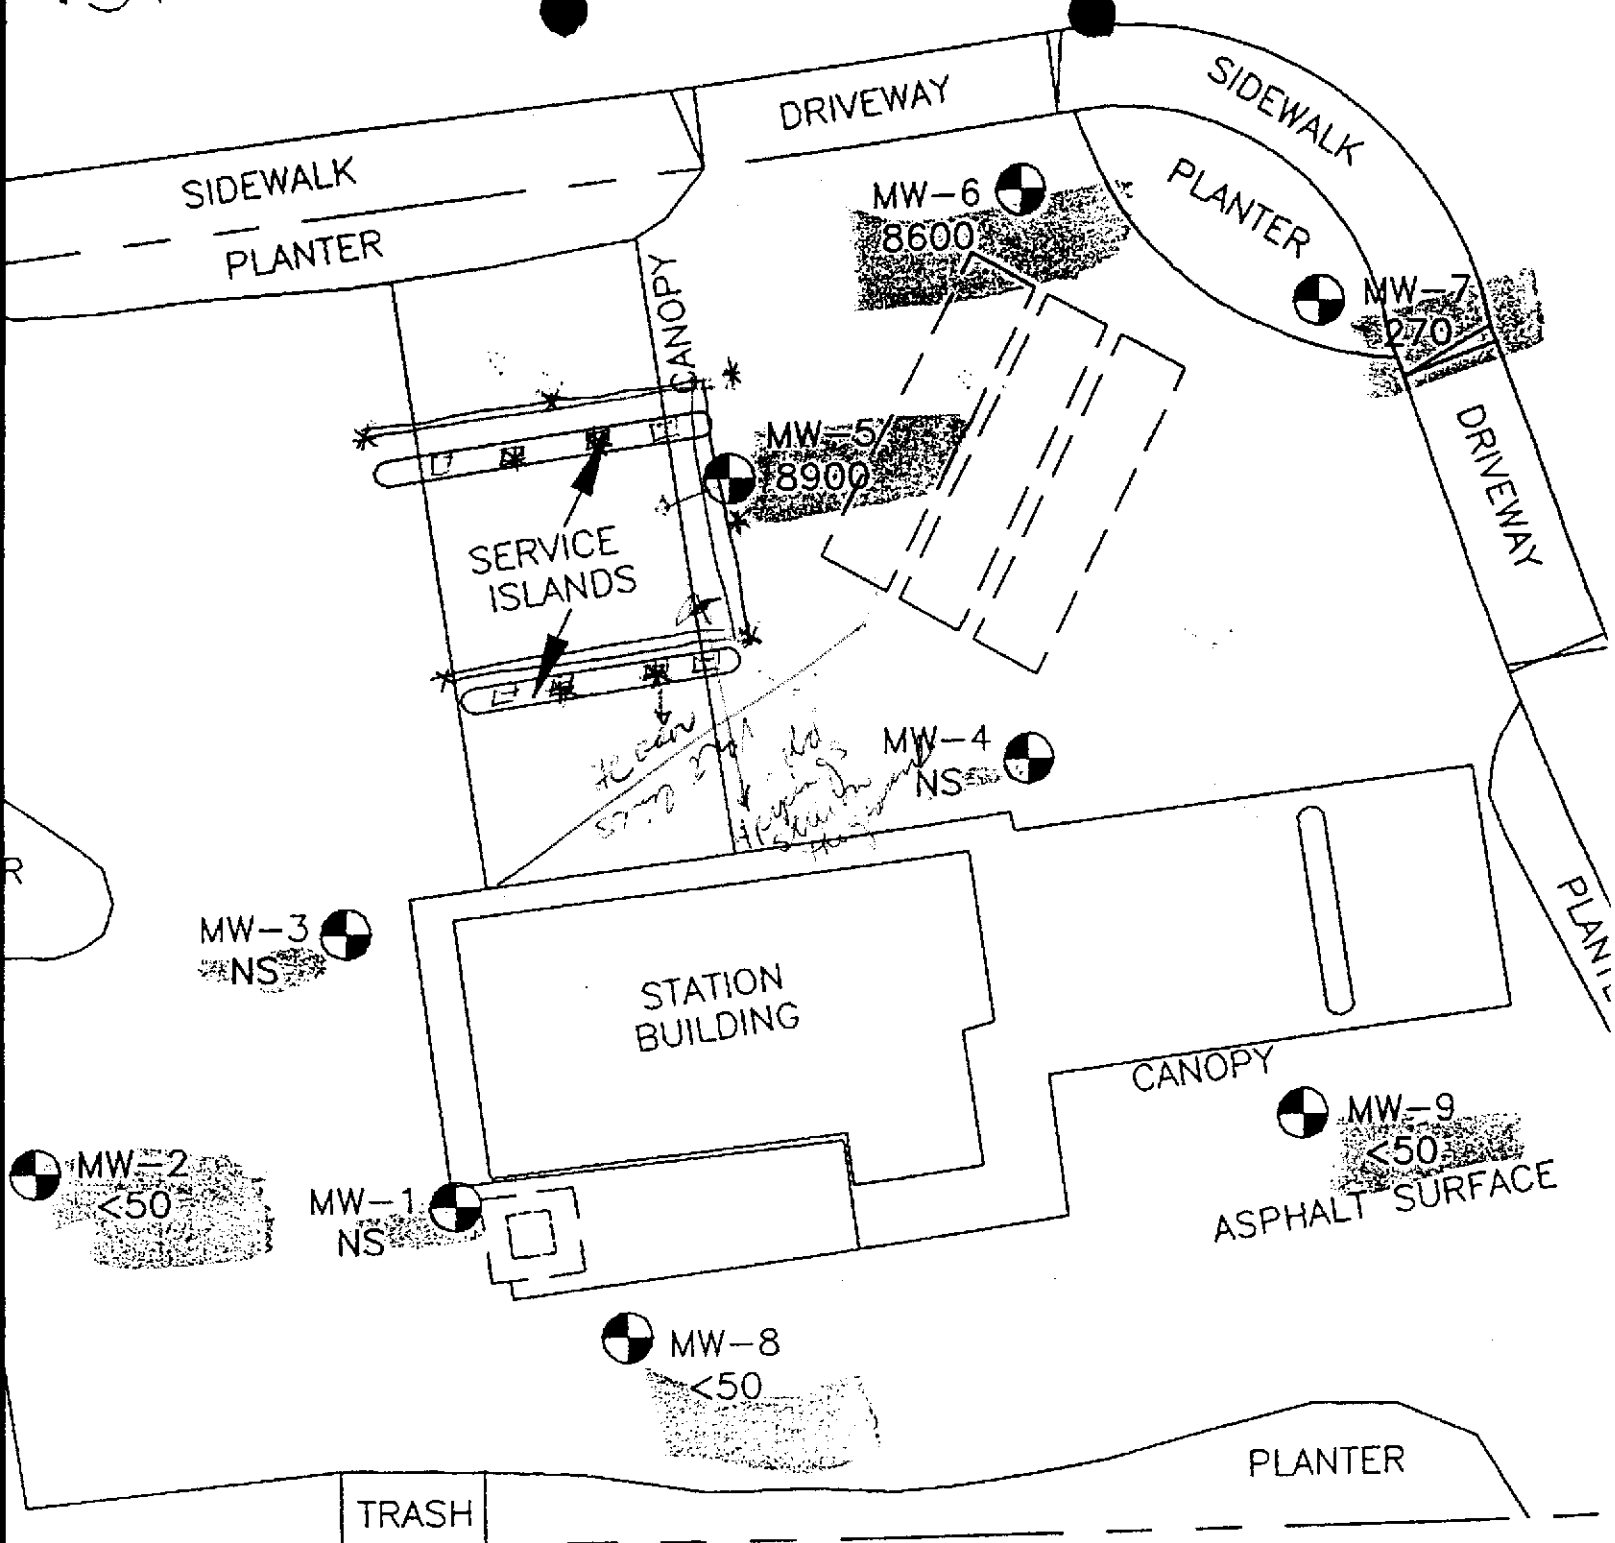 DRIVEWAY
SIDEWALK
SIDEWALK
PLANTER
MW-6
8600
PLANTER
CANOPY
MW-7
270
MW-5
8900
DRIVEWAY
SERVICE
ISLANDS
MW-4
NS
R
MW-3
NS
PLANTE
STATION
BUILDING
CANOPY
MW-9
<50
MW-2
<50
MW-1
NS
ASPHALT SURFACE
MW-8
<50
PLANTER
TRASH